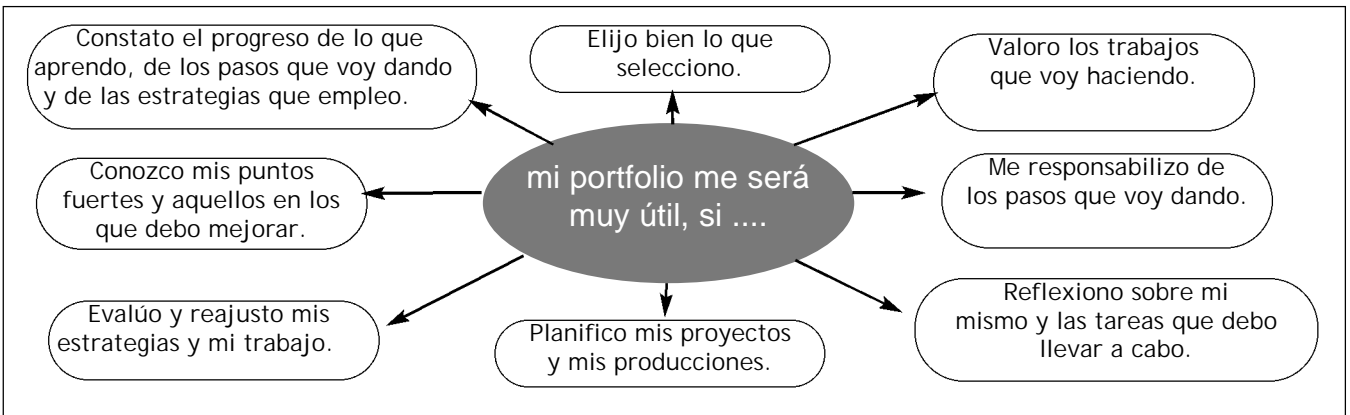 Constato el progreso de lo que
aprendo, de los pasos que voy dando
y de las estrategias que empleo.
Elijo bien lo que
selecciono.
Valoro los trabajos
que voy haciendo.
Conozco mis puntos
fuertes y aquellos en los
que debo mejorar.
mi portfolio me será
muy útil, si ....
Me responsabilizo de
los pasos que voy dando.
Evalúo y reajusto mis
estrategias y mi trabajo.
Planifico mis proyectos
y mis producciones.
Reflexiono sobre mi
mismo y las tareas que debo
llevar a cabo.